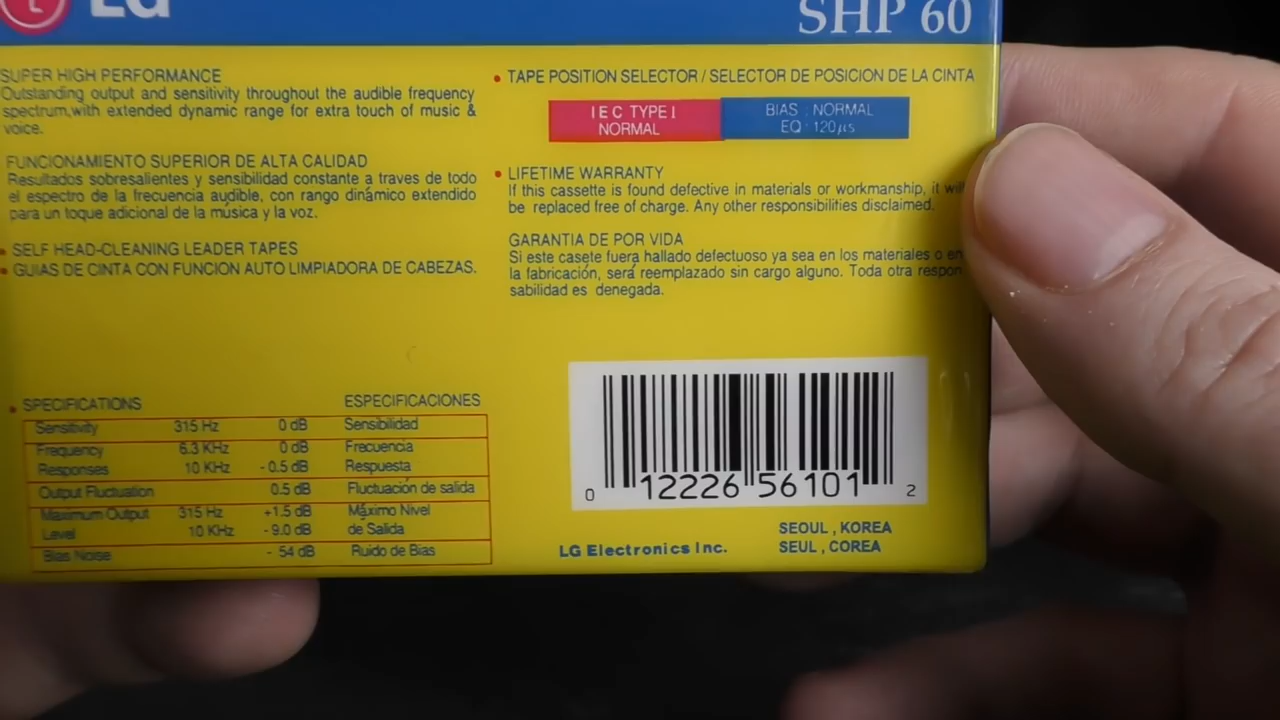 LG
SHP 60
SUPER HIGH PERFORMANCE
Outstanding output and sensitivity throughout the audible frequency
spectrum,with extended dynamic range for extra touch of music &
voice.
FUNCIONAMIENTO SUPERIOR DE ALTA CALIDAD
Resultados sobresalientes y sensibilidad constante a traves de todo
el espectro de la frecuencia audible, con rango dinámico extendido
para un toque adicional de la música y la voz.
• SELF HEAD-CLEANING LEADER TAPES
• GUIAS DE CINTA CON FUNCION AUTO LIMPIADORA DE CABEZAS.
• SPECIFICATIONS ESPECIFICACIONES
Sensitivity 315 Hz 0 dB Sensibilidad
Frequency 6.3 KHz 0 dB Frecuencia
Responses 10 KHz - 0.5 dB Respuesta
Output Fluctuation 0.5 dB Fluctuación de salida
Maximum Output 315 Hz +1.5 dB Máximo Nivel
Level 10 KHz - 9.0 dB de Salida
Bias Noise - 54 dB Ruido de Bias
• TAPE POSITION SELECTOR / SELECTOR DE POSICION DE LA CINTA
IEC TYPE I
NORMAL
BIAS : NORMAL
EQ : 120μs
• LIFETIME WARRANTY
If this cassette is found defective in materials or workmanship, it will
be replaced free of charge. Any other responsibilities disclaimed.
GARANTIA DE POR VIDA
Si este casete fuera hallado defectuoso ya sea en los materiales o en
la fabricación, será reemplazado sin cargo alguno. Toda otra respon
sabilidad es denegada.
0 12226 56101 2
LG Electronics Inc.
SEOUL , KOREA
SEUL , COREA